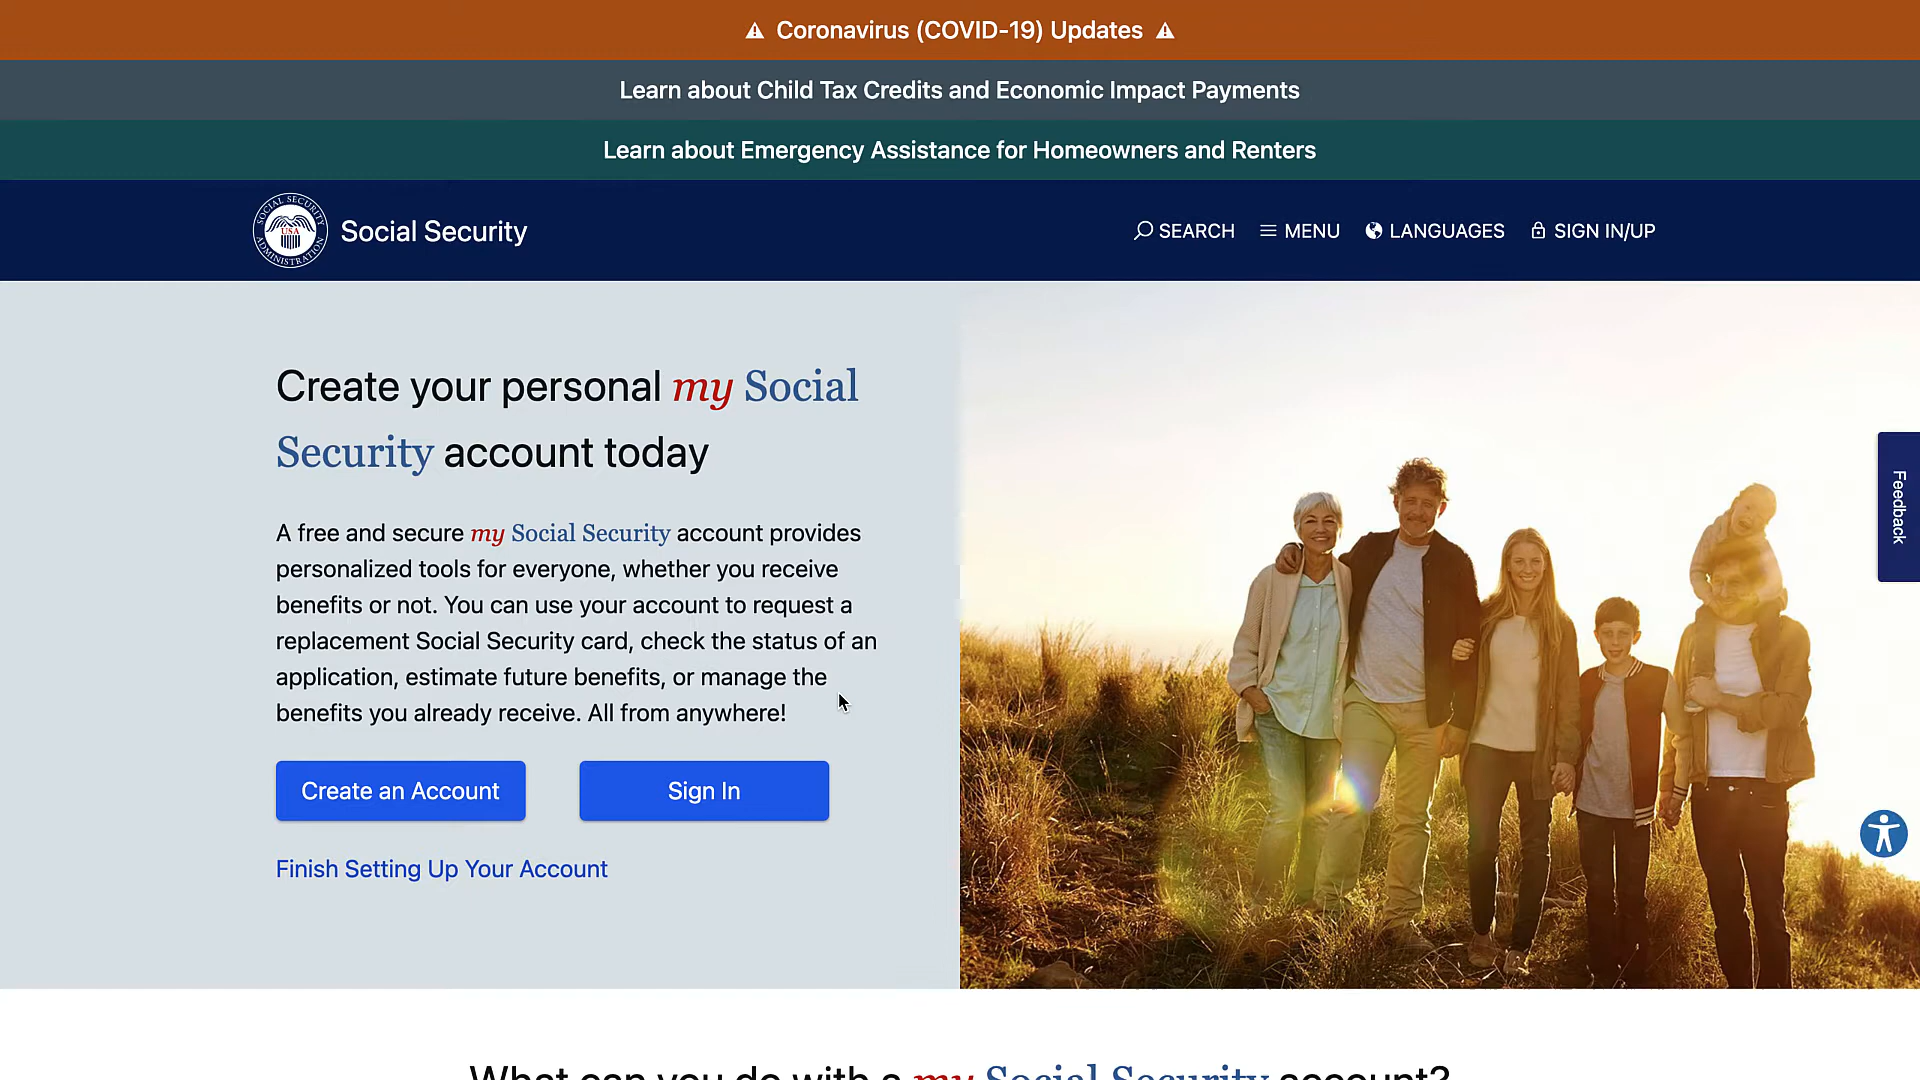 Coronavirus (COVID-19) Updates
Learn about Child Tax Credits and Economic Impact Payments
Learn about Emergency Assistance for Homeowners and Renters
SOCIAL SECURITY ADMINISTRATION
USA
Social Security
SEARCH
MENU
LANGUAGES
SIGN IN/UP
Create your personal my Social
Security account today
A free and secure my Social Security account provides
personalized tools for everyone, whether you receive
benefits or not. You can use your account to request a
replacement Social Security card, check the status of an
application, estimate future benefits, or manage the
benefits you already receive. All from anywhere!
Create an Account
Sign In
Finish Setting Up Your Account
Feedback
What can you do with a my Social Security account?